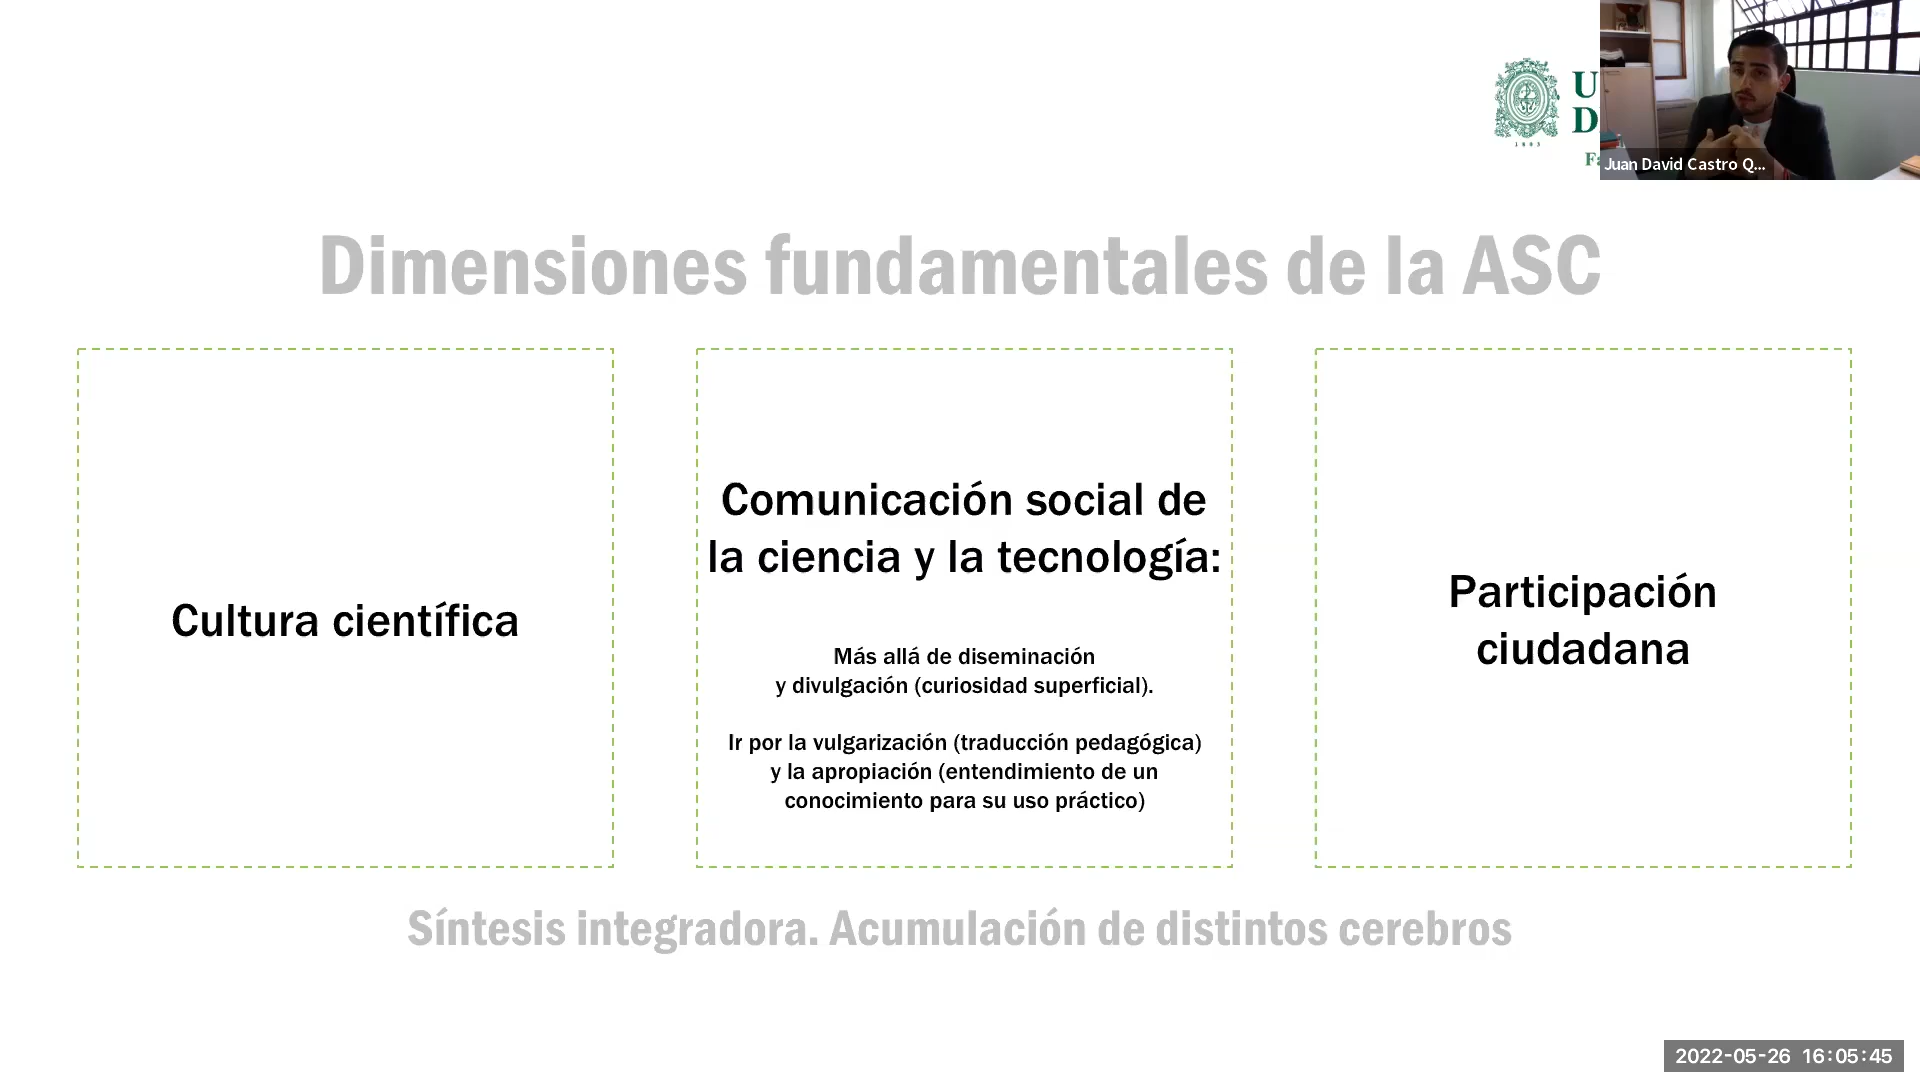 U
D
1803
Fa
Juan David Castro Q...
Dimensiones fundamentales de la ASC
Cultura científica
Comunicación social de
la ciencia y la tecnología:
Más allá de diseminación
y divulgación (curiosidad superficial).
Ir por la vulgarización (traducción pedagógica)
y la apropiación (entendimiento de un
conocimiento para su uso práctico)
Participación
ciudadana
Síntesis integradora. Acumulación de distintos cerebros
2022-05-26 16:05:45